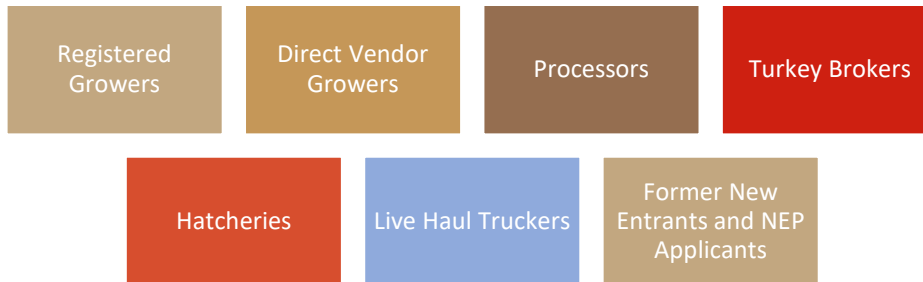 Registered
Growers
Direct Vendor
Growers
Processors
Turkey Brokers
Hatcheries
Live Haul Truckers
Former New
Entrants and NEP
Applicants